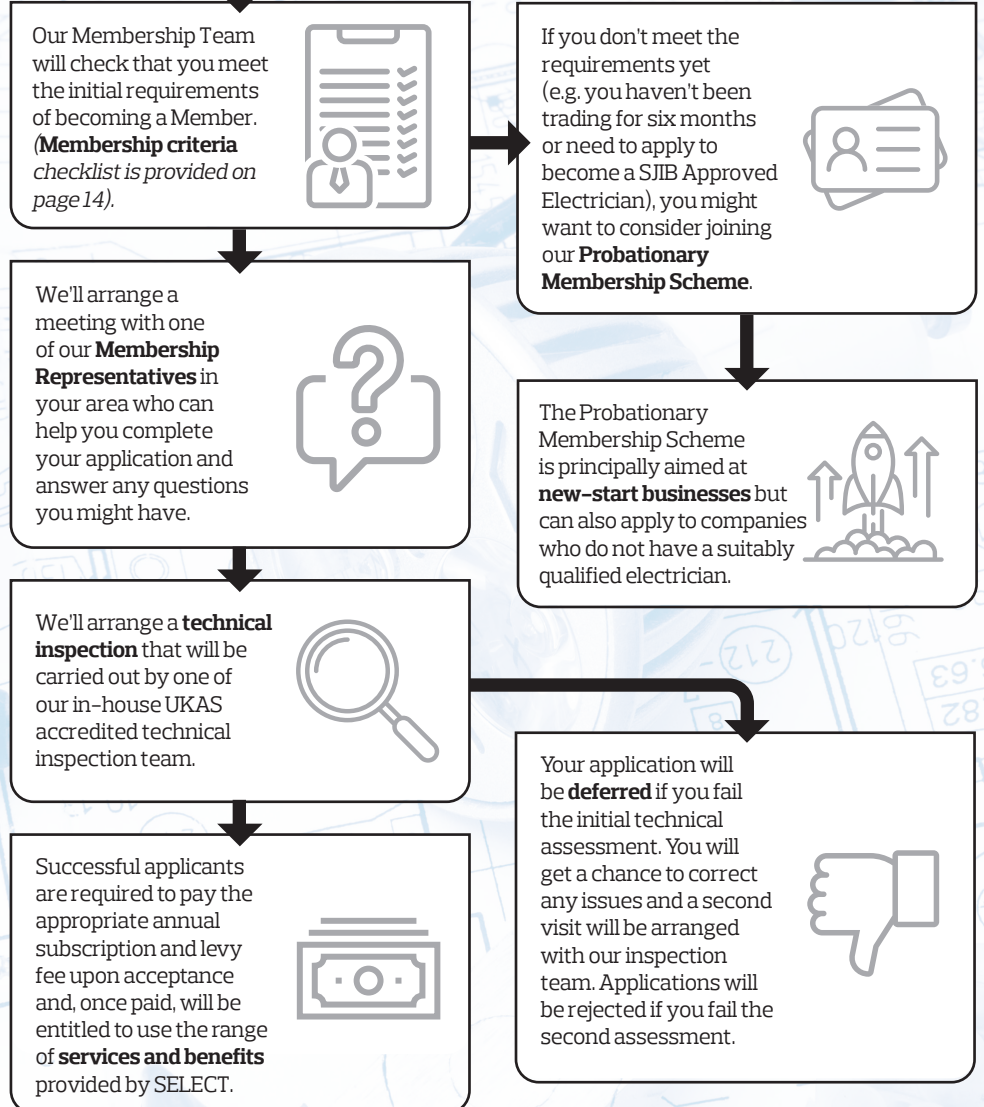 Our Membership Team
will check that you meet
the initial requirements
of becoming a Member.
(Membership criteria
checklist is provided on
page 14).
If you don't meet the
requirements yet
(e.g. you haven't been
trading for six months
or need to apply to
become a SJIB Approved
Electrician), you might
want to consider joining
our Probationary
Membership Scheme.
We'll arrange a
meeting with one
of our Membership
Representatives in
your area who can
help you complete
your application and
answer any questions
you might have.
The Probationary
Membership Scheme
is principally aimed at
new-start businesses but
can also apply to companies
who do not have a suitably
qualified electrician.
We'll arrange a technical
inspection that will be
carried out by one of
our in-house UKAS
accredited technical
inspection team.
Your application will
be deferred if you fail
the initial technical
assessment. You will
get a chance to correct
any issues and a second
visit will be arranged
with our inspection
team. Applications will
be rejected if you fail the
second assessment.
Successful applicants
are required to pay the
appropriate annual
subscription and levy
fee upon acceptance
and, once paid, will be
entitled to use the range
of services and benefits
provided by SELECT.